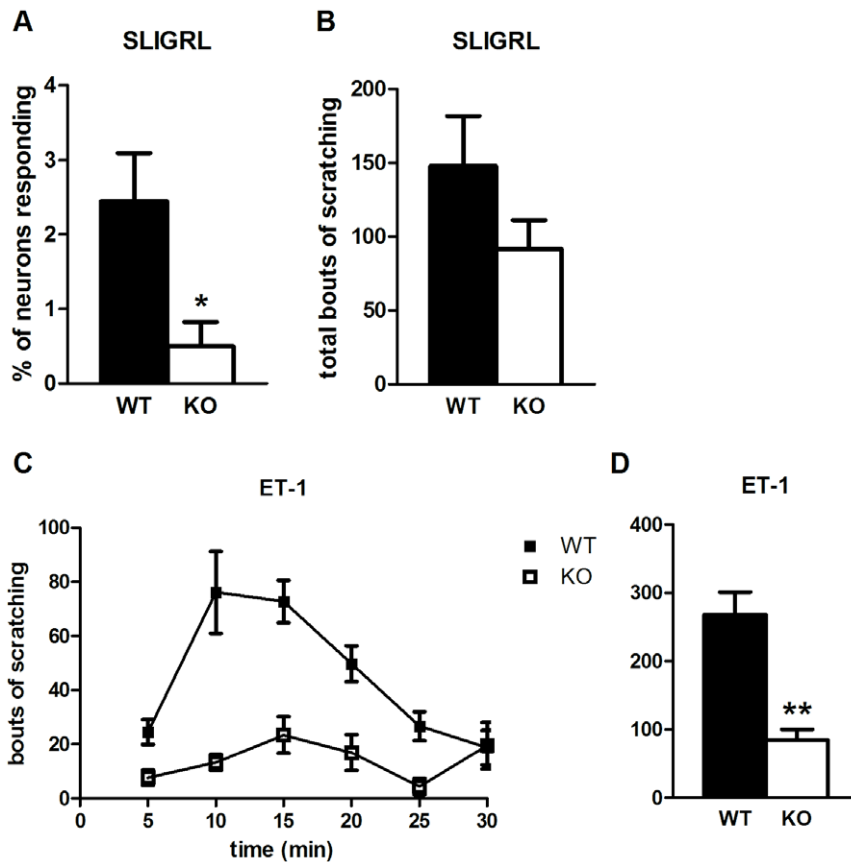 A
SLIGRL
% of neurons responding
4
3
2
1
0
*
WT KO
B
SLIGRL
total bouts of scratching
200
150
100
50
0
WT KO
C
ET-1
bouts of scratching
100
80
60
40
20
0
0 5 10 15 20 25 30
time (min)
WT
KO
D
ET-1
400
300
200
100
0
**
WT KO